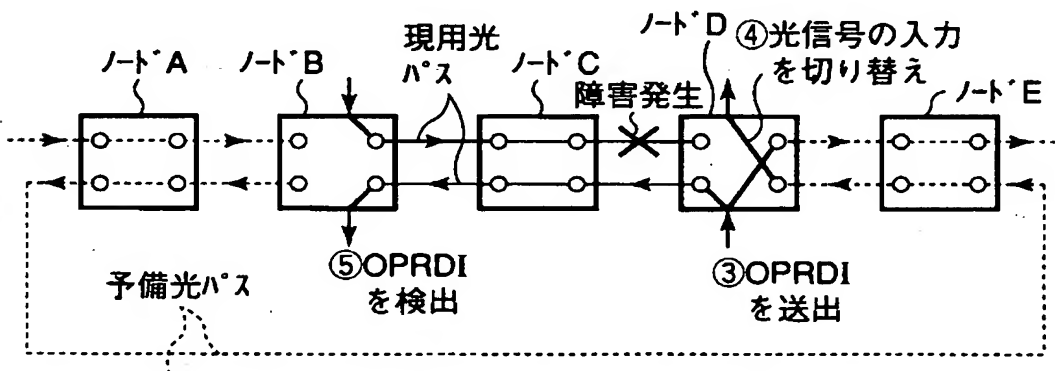 ノードA
ノードB
現用光
パス
ノードC
障害発生
ノードD
④光信号の入力
を切り替え
ノードE
⑤OPRDI
を検出
③OPRDI
を送出
予備光パス